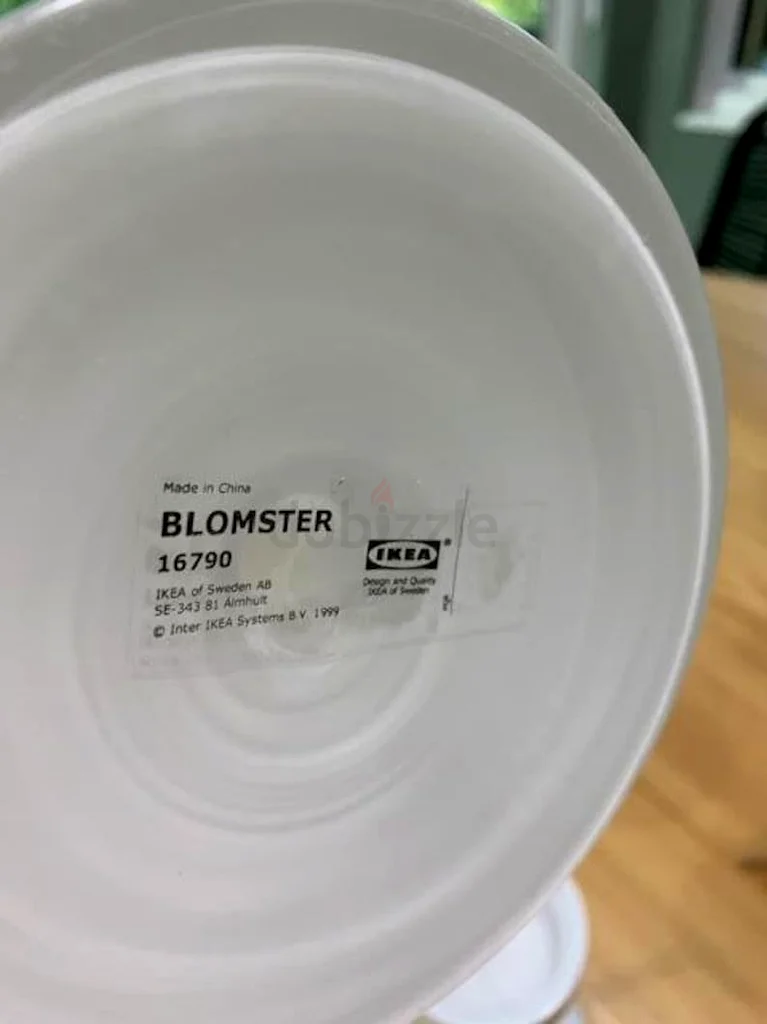 Made in China
BLOMSTER
16790
IKEA of Sweden AB
SE-343 81 Älmhult
© Inter IKEA Systems B.V. 1999
IKEA®
Design and Quality
IKEA of Sweden
dubizzle